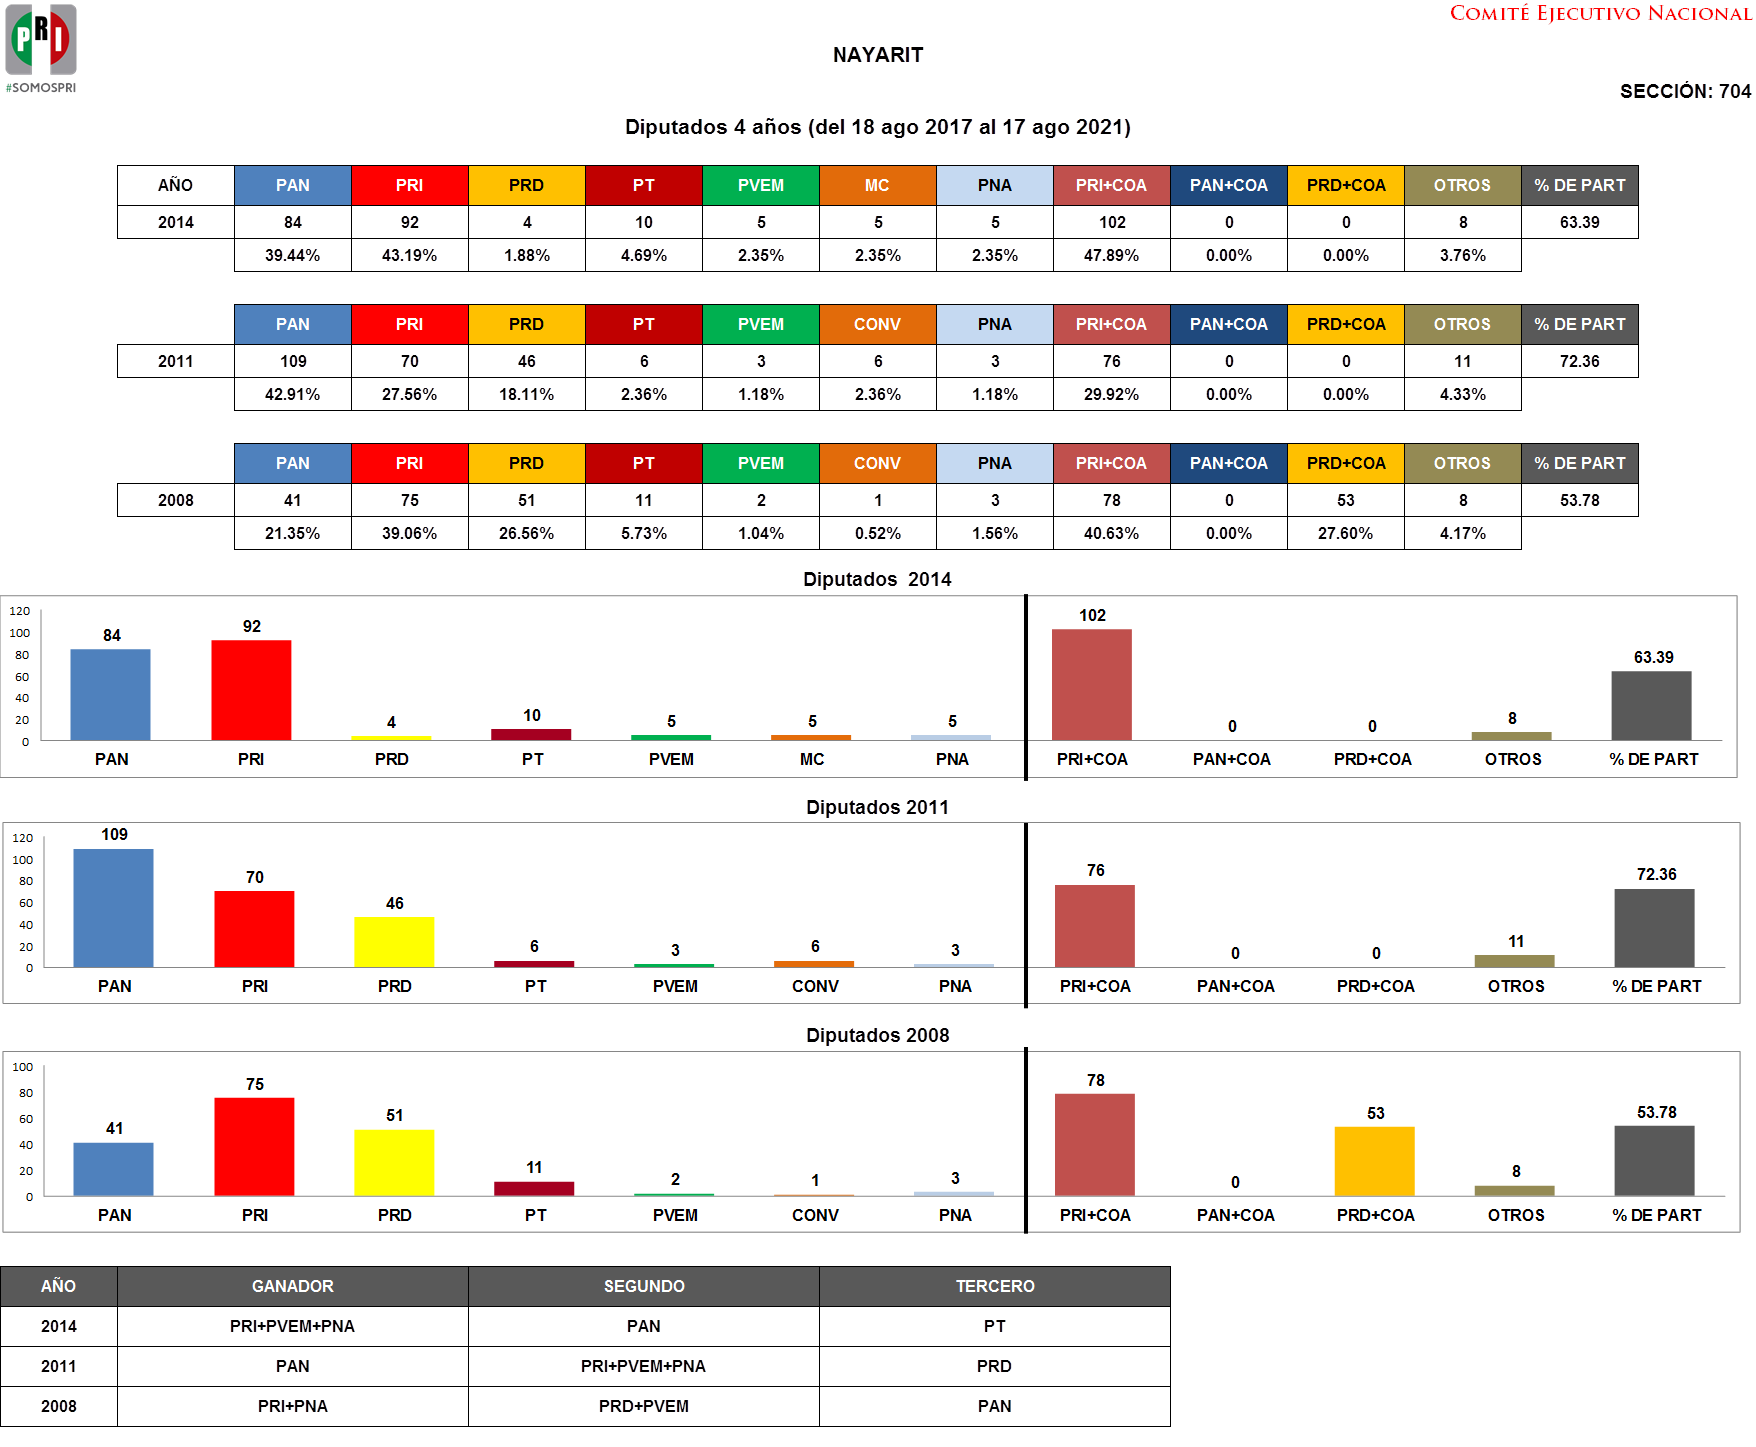 PRI
#SOMOSPRI
COMITÉ EJECUTIVO NACIONAL
NAYARIT
SECCIÓN: 704
Diputados 4 años (del 18 ago 2017 al 17 ago 2021)
AÑO PAN PRI PRD PT PVEM MC PNA PRI+COA PAN+COA PRD+COA OTROS % DE PART
2014 84 92 4 10 5 5 5 102 0 0 8 63.39
39.44% 43.19% 1.88% 4.69% 2.35% 2.35% 2.35% 47.89% 0.00% 0.00% 3.76%
PAN PRI PRD PT PVEM CONV PNA PRI+COA PAN+COA PRD+COA OTROS % DE PART
2011 109 70 46 6 3 6 3 76 0 0 11 72.36
42.91% 27.56% 18.11% 2.36% 1.18% 2.36% 1.18% 29.92% 0.00% 0.00% 4.33%
PAN PRI PRD PT PVEM CONV PNA PRI+COA PAN+COA PRD+COA OTROS % DE PART
2008 41 75 51 11 2 1 3 78 0 53 8 53.78
21.35% 39.06% 26.56% 5.73% 1.04% 0.52% 1.56% 40.63% 0.00% 27.60% 4.17%
Diputados 2014
120
100
80
60
40
20
0
84 92 4 10 5 5 5 102 0 0 8 63.39
PAN PRI PRD PT PVEM MC PNA PRI+COA PAN+COA PRD+COA OTROS % DE PART
Diputados 2011
120
100
80
60
40
20
0
109 70 46 6 3 6 3 76 0 0 11 72.36
PAN PRI PRD PT PVEM CONV PNA PRI+COA PAN+COA PRD+COA OTROS % DE PART
Diputados 2008
100
80
60
40
20
0
41 75 51 11 2 1 3 78 0 53 8 53.78
PAN PRI PRD PT PVEM CONV PNA PRI+COA PAN+COA PRD+COA OTROS % DE PART
AÑO GANADOR SEGUNDO TERCERO
2014 PRI+PVEM+PNA PAN PT
2011 PAN PRI+PVEM+PNA PRD
2008 PRI+PNA PRD+PVEM PAN